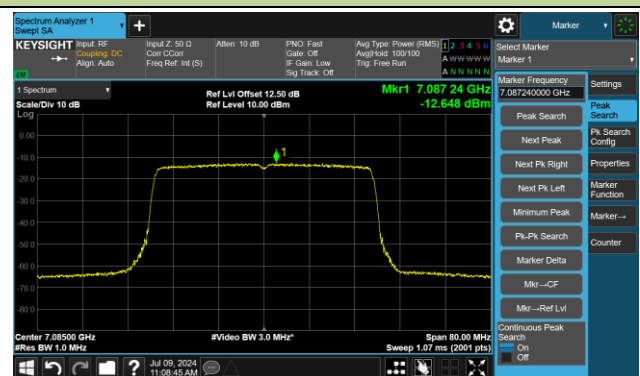 Spectrum Analyzer 1
Swept SA
+
Marker
KEYSIGHT
Input: RF
Coupling: DC
Align: Auto
Input Z: 50 Ω
Corr CCorr
Freq Ref: Int (S)
Atten: 10 dB
PNO: Fast
Gate: Off
IF Gain: Low
Sig Track: Off
Avg Type: Power (RMS)
Avg|Hold: 100/100
Trig: Free Run
1 2 3 4 5 6
A W W W W W
A N N N N N
LXI
Select Marker
Marker 1
1 Spectrum
Scale/Div 10 dB
Log
Ref Lvl Offset 12.50 dB
Ref Level 10.00 dBm
Mkr1 7.087 24 GHz
-12.648 dBm
0.00
-10.0
-20.0
-30.0
-40.0
-50.0
-60.0
-70.0
-80.0
1
Center 7.08500 GHz
#Res BW 1.0 MHz
#Video BW 3.0 MHz*
Span 80.00 MHz
Sweep 1.07 ms (2001 pts)
Marker Frequency
7.087240000 GHz
Peak Search
Next Peak
Next Pk Right
Next Pk Left
Minimum Peak
Pk-Pk Search
Marker Delta
Mkr→CF
Mkr→Ref Lvl
Continuous Peak
Search
On
Off
Settings
Peak
Search
Pk Search
Config
Properties
Marker
Function
Marker→
Counter
?
Jul 09, 2024
11:08:45 AM